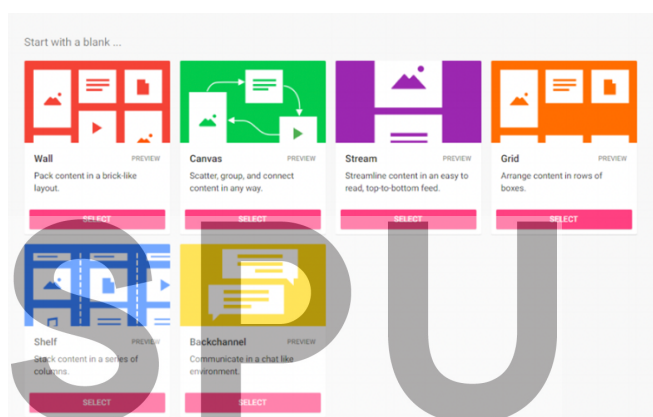 Start with a blank ...
Wall PREVIEW
Pack content in a brick-like
layout.
SELECT
Canvas PREVIEW
Scatter, group, and connect
content in any way.
SELECT
Stream PREVIEW
Streamline content in an easy to
read, top-to-bottom feed.
SELECT
Grid PREVIEW
Arrange content in rows of
boxes.
SELECT
Shelf PREVIEW
Stack content in a series of
columns.
SELECT
Backchannel PREVIEW
Communicate in a chat like
environment.
SELECT
SPU